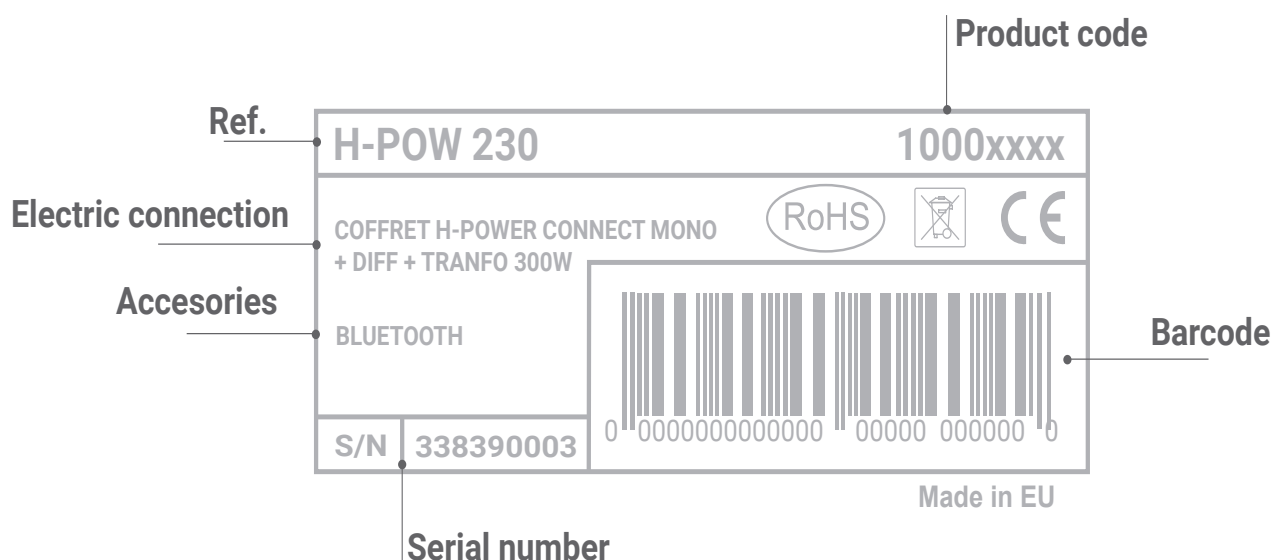 Product code
Ref.
H-POW 230
1000xxxx
Electric connection
COFFRET H-POWER CONNECT MONO
+ DIFF + TRANFO 300W
RoHS
CE
Accesories
BLUETOOTH
Barcode
0 0000000000000 00000 000000 0
S/N
338390003
Made in EU
Serial number